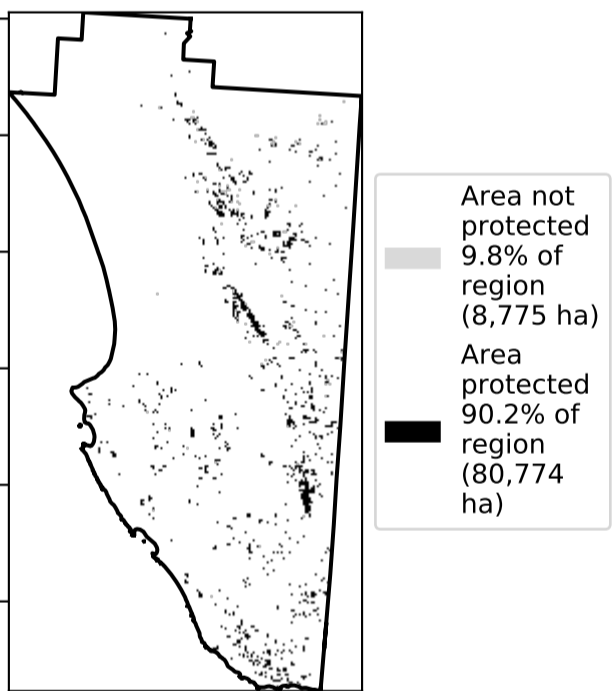 Area not
protected
9.8% of
region
(8,775 ha)
Area
protected
90.2% of
region
(80,774
ha)